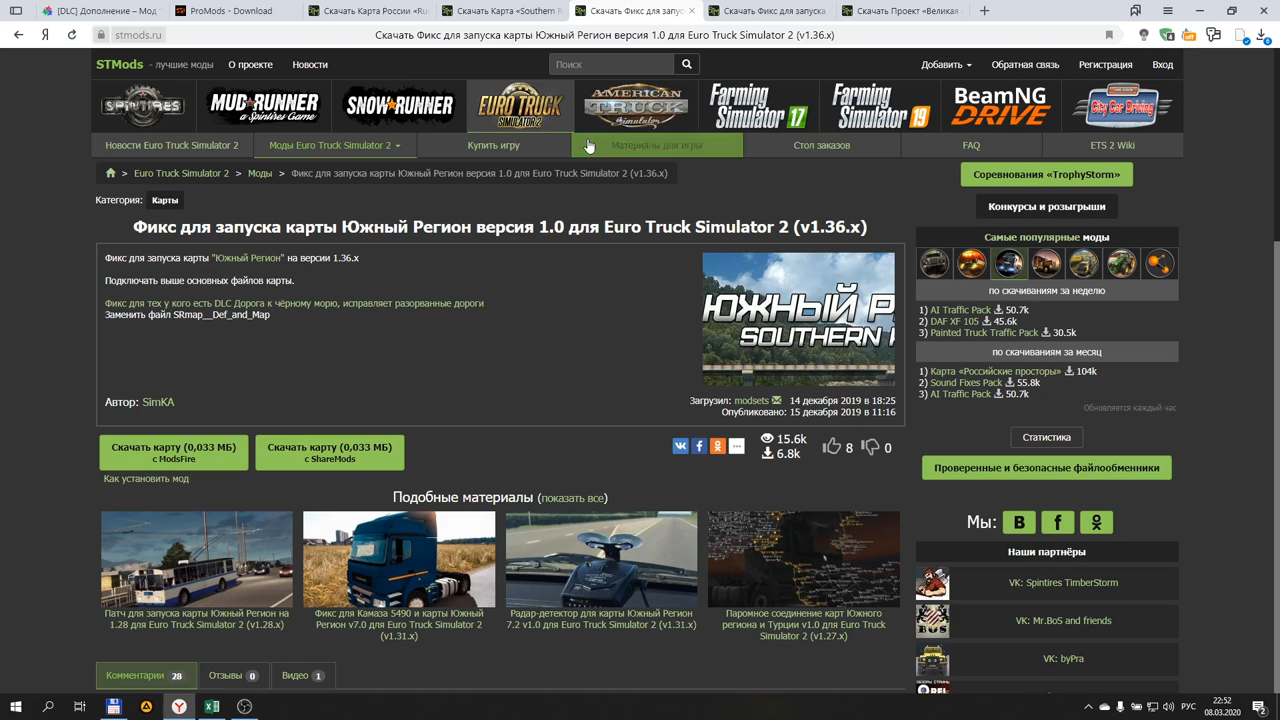 [DLC] Дополнение – Мод
ProMods - Download
Скачать Карта России «Rus
Скачать Карта «Southern R
Скачать Фикс для запуска
Скачать Фикс для запуска
Скачать Проект «Великая
stmods.ru
Скачать Фикс для запуска карты Южный Регион версия 1.0 для Euro Truck Simulator 2 (v1.36.x)
STMods - лучшие моды
О проекте
Новости
Поиск
Добавить
Обратная связь
Регистрация
Вход
SPINTIRES
MUDRUNNER
a Spintires Game
SNOWRUNNER
EURO TRUCK
SIMULATOR 2
AMERICAN
TRUCK
Simulator
Farming
Simulator 17
Farming
Simulator 19
BeamNG
DRIVE
City Car Driving
Новости Euro Truck Simulator 2
Моды Euro Truck Simulator 2
Купить игру
Материалы для игры
Стол заказов
FAQ
ETS 2 Wiki
> Euro Truck Simulator 2 > Моды > Фикс для запуска карты Южный Регион версия 1.0 для Euro Truck Simulator 2 (v1.36.x)
Соревнования «TrophyStorm»
Категория: Карты
Конкурсы и розыгрыши
Фикс для запуска карты Южный Регион версия 1.0 для Euro Truck Simulator 2 (v1.36.x)
Фикс для запуска карты "Южный Регион" на версии 1.36.x
Подключать выше основных файлов карты.
Фикс для тех у кого есть DLC Дорога к чёрному морю, исправляет разорванные дороги
Заменить файл SRmap__Def_and_Map
ЮЖНЫЙ Р
SOUTHERN
Автор: SimKA
Загрузил: modsets 14 декабря 2019 в 18:25
Опубликовано: 15 декабря 2019 в 11:16
Самые популярные моды
по скачиваниям за неделю
1) AI Traffic Pack 50.7k
2) DAF XF 105 45.6k
3) Painted Truck Traffic Pack 30.5k
по скачиваниям за месяц
1) Карта «Российские просторы» 104k
2) Sound Fixes Pack 55.8k
3) AI Traffic Pack 50.7k
Обновляется каждый час
Статистика
Проверенные и безопасные файлообменники
Скачать карту (0,033 МБ)
с ModsFire
Скачать карту (0,033 МБ)
с ShareMods
Как установить мод
15.6k
6.8k
8
0
Подобные материалы (показать все)
Патч для запуска карты Южный Регион на
1.28 для Euro Truck Simulator 2 (v1.28.x)
Фикс для Камаза 5490 и карты Южный
Регион v7.0 для Euro Truck Simulator 2
(v1.31.x)
Радар-детектор для карты Южный Регион
7.2 v1.0 для Euro Truck Simulator 2 (v1.31.x)
Паромное соединение карт Южного
региона и Турции v1.0 для Euro Truck
Simulator 2 (v1.27.x)
Мы:
Наши партнёры
VK: Spintires TimberStorm
VK: Mr.BoS and friends
VK: byPra
Комментарии 28
Отзывы 0
Видео 1
РУС
22:52
08.03.2020
2